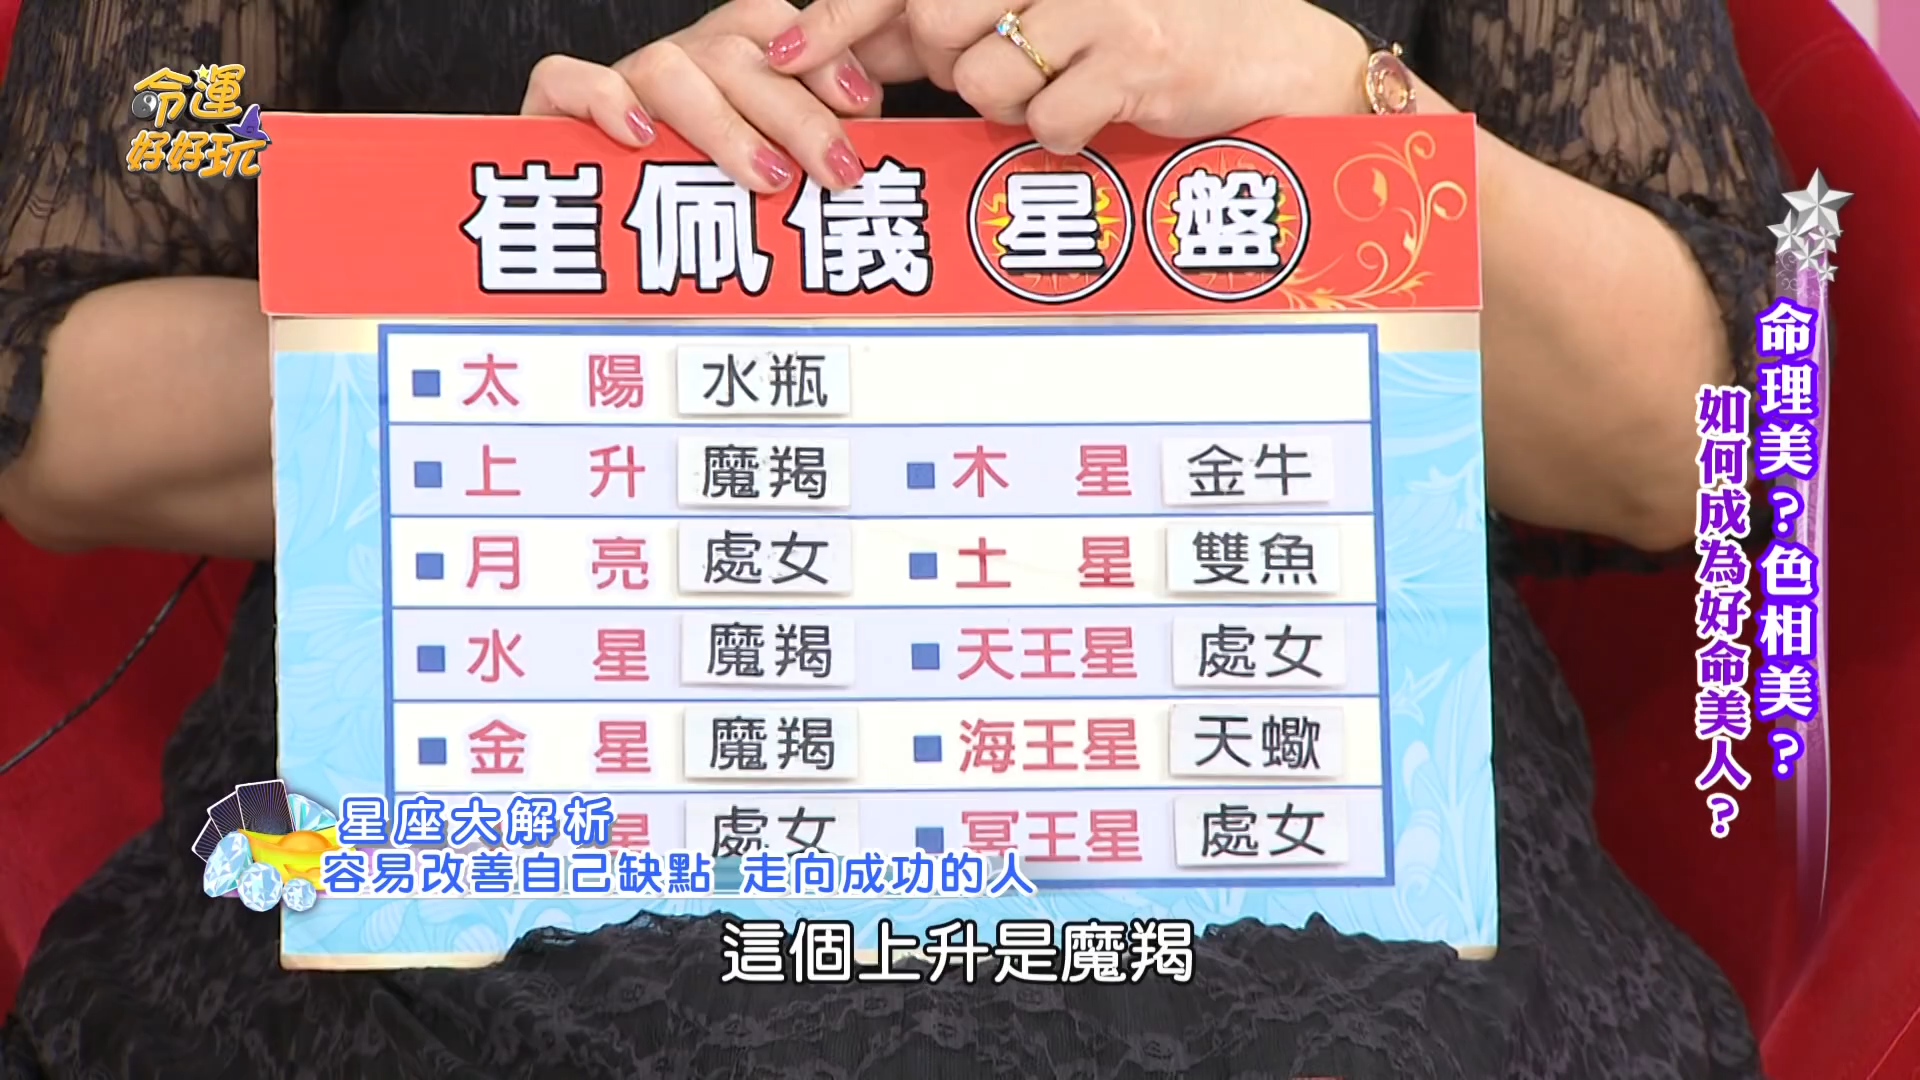 命運
好好玩
崔佩儀星盤
太陽 水瓶
上升 魔羯 木星 金牛
月亮 處女 土星 雙魚
水星 魔羯 天王星 處女
金星 魔羯 海王星 天蠍
星 處女 冥王星 處女
星座大解析
容易改善自己缺點 走向成功的人
這個上升是魔羯
命理美？色相美？
如何成為好命美人？